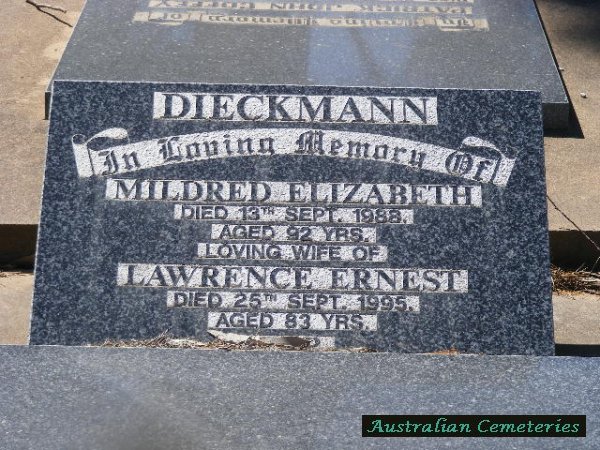 DIECKMANN
In Loving Memory Of
MILDRED ELIZABETH
DIED 13TH SEPT. 1988.
AGED 92 YRS.
LOVING WIFE OF
LAWRENCE ERNEST
DIED 25TH SEPT. 1995.
AGED 83 YRS.
Australian Cemeteries